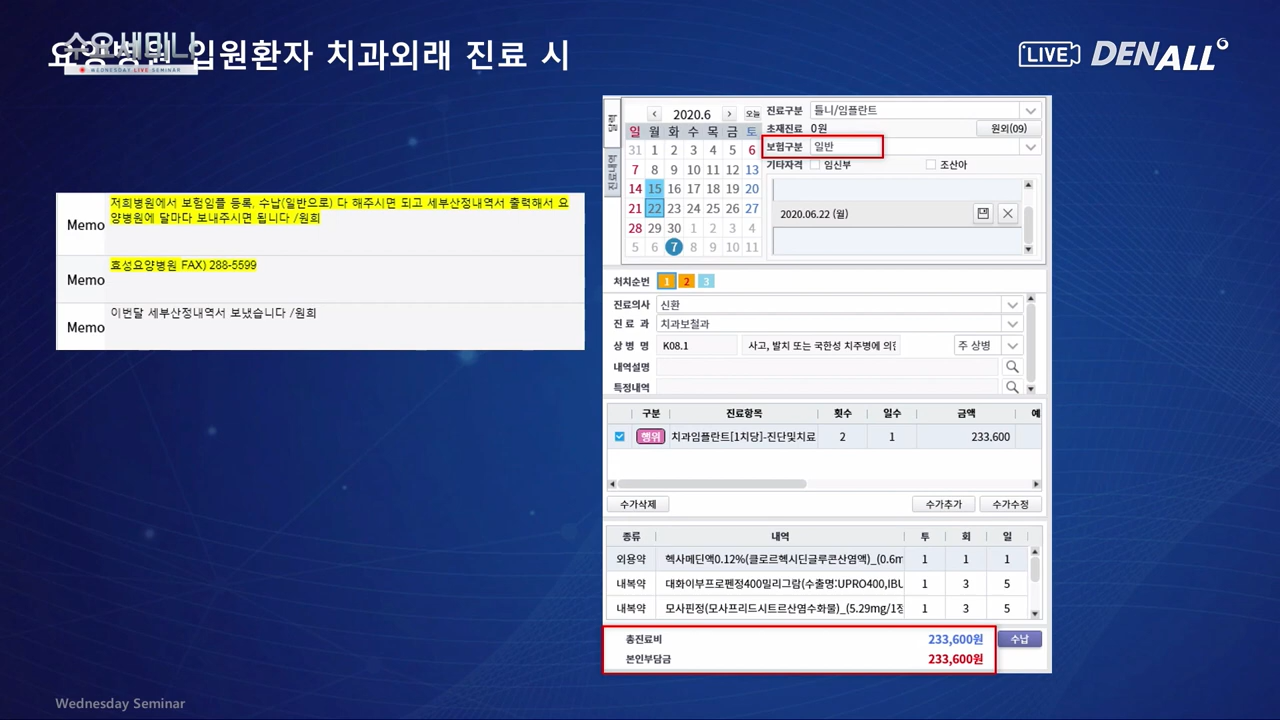 요양병원 입원환자 치과외래 진료 시
수요세미나
WEDNESDAY LIVE SEMINAR
LIVE DENALL
Memo
저희병원에서 보험임플 등록, 수납(일반으로) 다 해주시면 되고 세부산정내역서 출력해서 요
양병원에 달마다 보내주시면 됩니다 /원희
Memo
효성요양병원 FAX) 288-5599
Memo
이번달 세부산정내역서 보냈습니다 /원희
달력
진료내역
2020.6 오늘
일 월 화 수 목 금 토
31 1 2 3 4 5 6
7 8 9 10 11 12 13
14 15 16 17 18 19 20
21 22 23 24 25 26 27
28 29 30 1 2 3 4
5 6 7 8 9 10 11
진료구분 틀니/임플란트
초재진료 0원 원외(09)
보험구분 일반
기타자격 임신부 조산아
2020.06.22 (월)
처치순번 1 2 3
진료의사 신환
진 료 과 치과보철과
상 병 명 K08.1 사고, 발치 또는 국한성 치주병에 의한 주 상병
내역설명
특정내역
구분 진료항목 횟수 일수 금액 예
행위 치과임플란트[1치당]-진단및치료 2 1 233,600
수가삭제 수가추가 수가수정
종류 내역 투 회 일
외용약 헥사메딘액0.12%(클로르헥시딘글루콘산염액)_(0.6m 1 1 1
내복약 대화이부프로펜정400밀리그람(수출명:UPRO400,IBU 1 3 5
내복약 모사핀정(모사프리드시트르산염수화물)_(5.29mg/1정 1 3 5
총진료비 233,600원 수납
본인부담금 233,600원
Wednesday Seminar